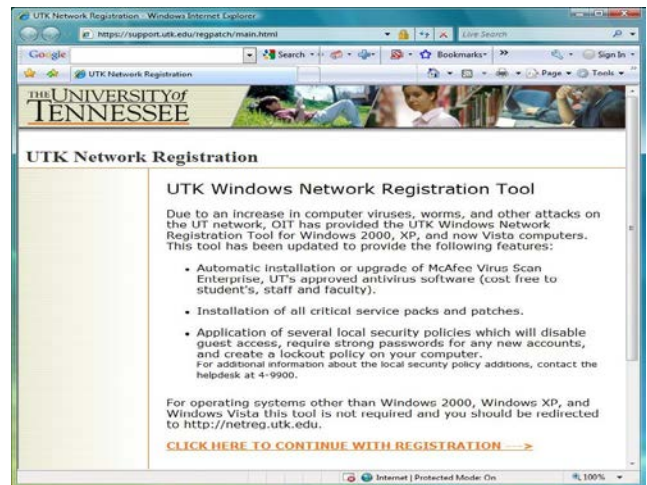 UTK Network Registration - Windows Internet Explorer
https://support.utk.edu/regpatch/main.html
Live Search
Google
Search
Bookmarks
Sign In
UTK Network Registration
Page
Tools
THE UNIVERSITY of
TENNESSEE
UTK Network Registration
UTK Windows Network Registration Tool
Due to an increase in computer viruses, worms, and other attacks on
the UT network, OIT has provided the UTK Windows Network
Registration Tool for Windows 2000, XP, and now Vista computers.
This tool has been updated to provide the following features:
• Automatic installation or upgrade of McAfee Virus Scan
Enterprise, UT's approved antivirus software (cost free to
student's, staff and faculty).
• Installation of all critical service packs and patches.
• Application of several local security policies which will disable
guest access, require strong passwords for any new accounts,
and create a lockout policy on your computer.
For additional information about the local security policy additions, contact the
helpdesk at 4-9900.
For operating systems other than Windows 2000, Windows XP, and
Windows Vista this tool is not required and you should be redirected
to http://netreg.utk.edu.
CLICK HERE TO CONTINUE WITH REGISTRATION --->
Internet | Protected Mode: On
100%